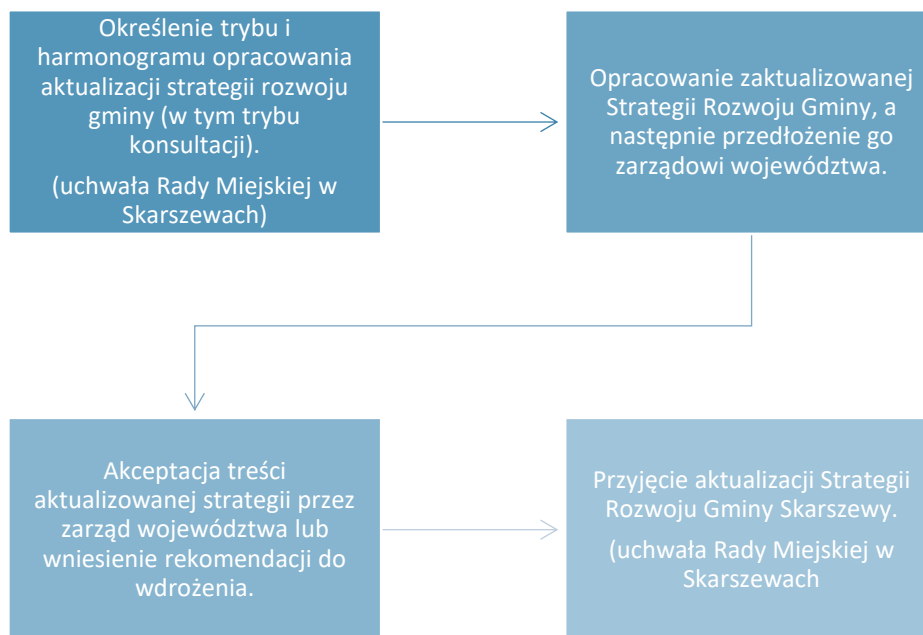 Określenie trybu i
harmonogramu opracowania
aktualizacji strategii rozwoju
gminy (w tym trybu
konsultacji).
(uchwała Rady Miejskiej w
Skarszewach)
Opracowanie zaktualizowanej
Strategii Rozwoju Gminy, a
następnie przedłożenie go
zarządowi województwa.
Akceptacja treści
aktualizowanej strategii przez
zarząd województwa lub
wniesienie rekomendacji do
wdrożenia.
Przyjęcie aktualizacji Strategii
Rozwoju Gminy Skarszewy.
(uchwała Rady Miejskiej w
Skarszewach